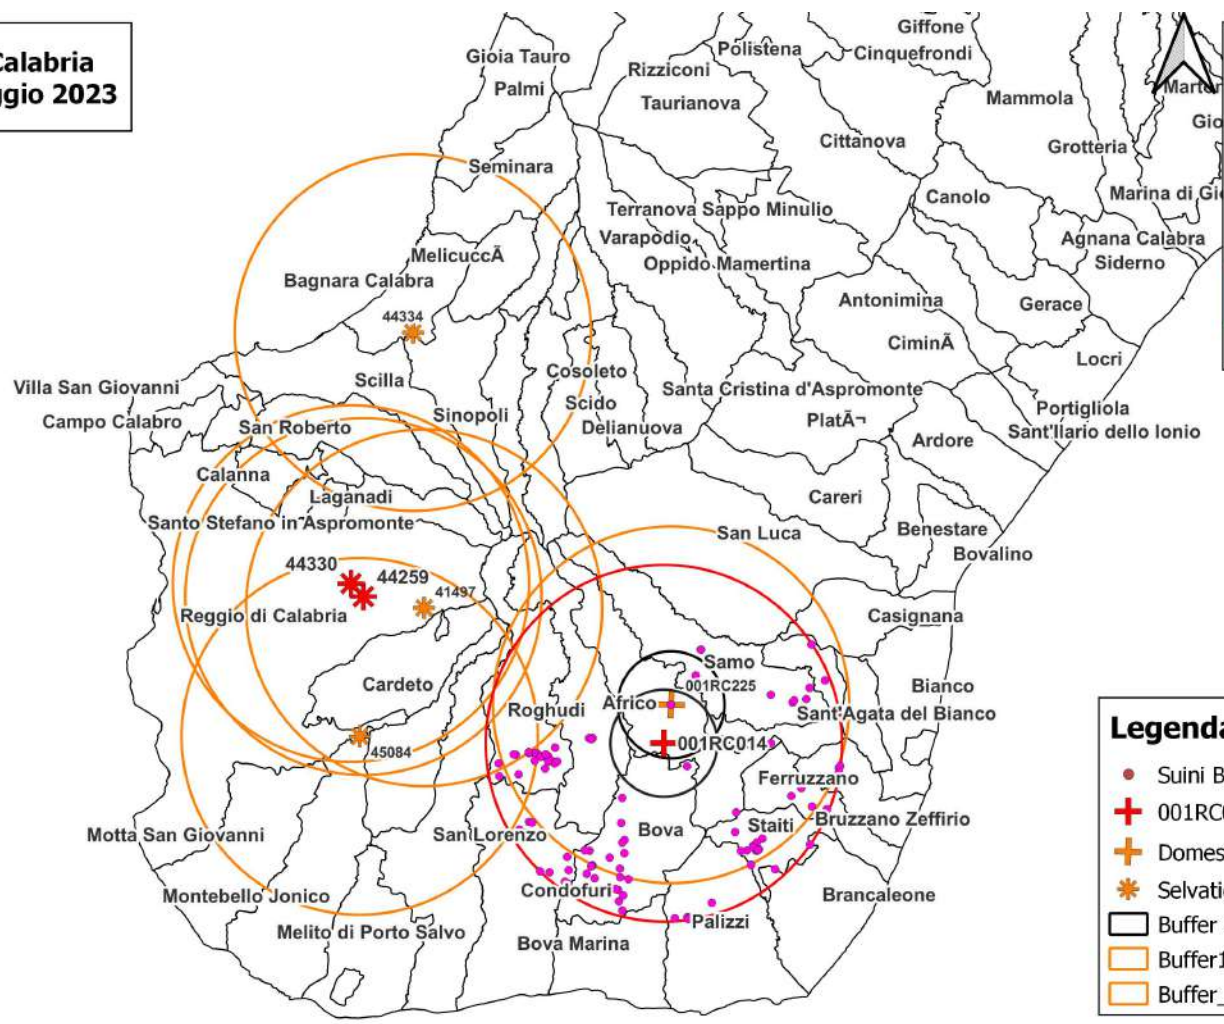 Calabria
ggio 2023
Giffone
Gioia Tauro
Polistena
Cinquefrondi
Rizziconi
Palmi
Taurianova
Mammola
Martor
Gio
Cittanova
Grotteria
Seminara
Canolo
Marina di Gio
Terranova Sappo Minulio
Varapodio
Agnana Calabra
MelicuccÃ
Oppido Mamertina
Siderno
Bagnara Calabra
Antonimina
Gerace
44334
CiminÃ
Locri
Villa San Giovanni
Scilla
Cosoleto
Santa Cristina d'Aspromonte
Campo Calabro
Sinopoli
Scido
Portigliola
San Roberto
Delianuova
PlatÃ¬
Sant'Ilario dello Ionio
Ardore
Calanna
Laganadi
Careri
Santo Stefano in Aspromonte
San Luca
Benestare
Bovalino
44330
44259
41497
Reggio di Calabria
Casignana
Samo
Cardeto
001RC225
Bianco
Africo
Roghudi
Sant'Agata del Bianco
001RC014
45084
Ferruzzano
Motta San Giovanni
San Lorenzo
Bova
Staiti
Bruzzano Zeffirio
Montebello Jonico
Condofuri
Brancaleone
Melito di Porto Salvo
Palizzi
Bova Marina
Legenda
Suini B
001RC
Domes
Selvatic
Buffer
Buffer1
Buffer_